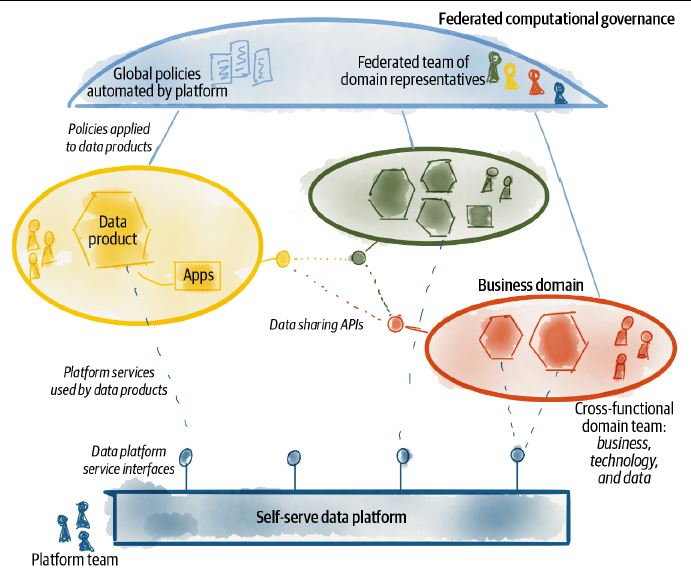 Federated computational governance
Global policies
automated by platform
Federated team of
domain representatives
Policies applied
to data products
Data
product
Apps
Business domain
Data sharing APIs
Platform services
used by data products
Cross-functional
domain team:
business,
technology,
and data
Data platform
service interfaces
Self-serve data platform
Platform team